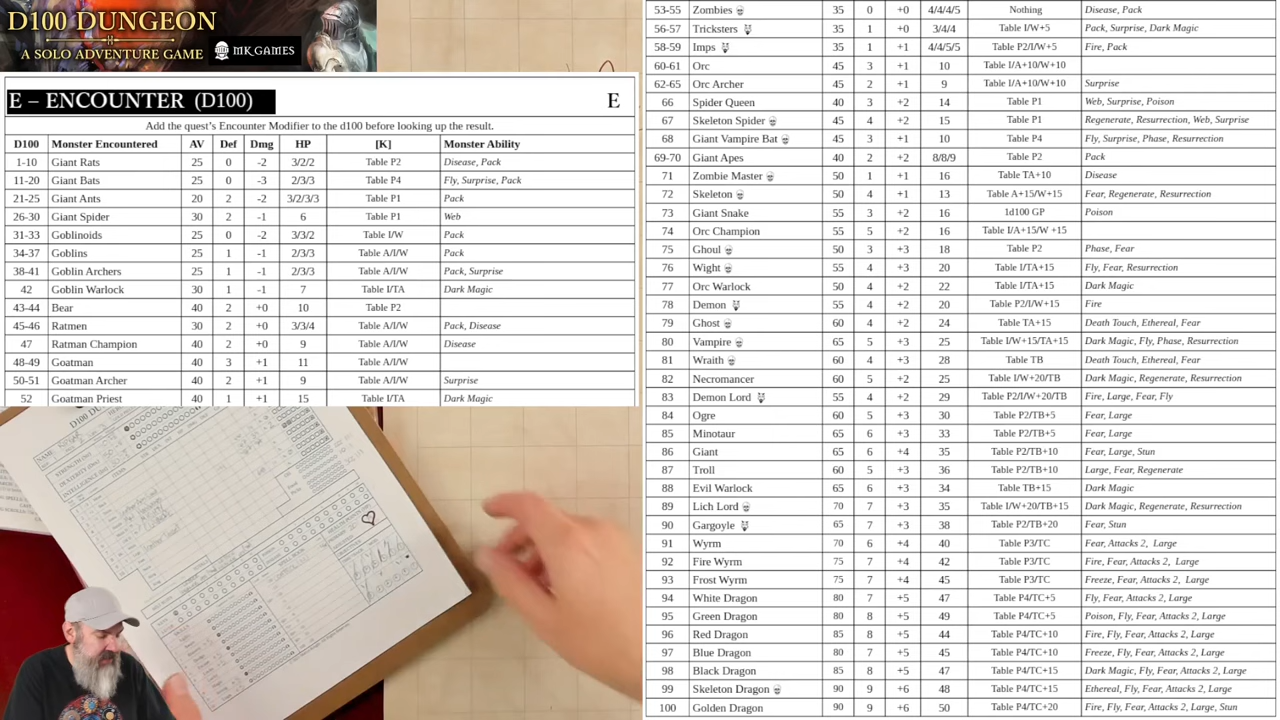 D100 DUNGEON
A SOLO ADVENTURE GAME
MK GAMES
E – ENCOUNTER (D100) E
Add the quest's Encounter Modifier to the d100 before looking up the result.
D100 Monster Encountered AV Def Dmg HP [K] Monster Ability
1-10 Giant Rats 25 0 -2 3/2/2 Table P2 Disease, Pack
11-20 Giant Bats 25 0 -3 2/3/3 Table P4 Fly, Surprise, Pack
21-25 Giant Ants 20 2 -2 3/2/3/3 Table P1 Pack
26-30 Giant Spider 30 2 -1 6 Table P1 Web
31-33 Goblinoids 25 0 -2 3/3/2 Table I/W Pack
34-37 Goblins 25 1 -1 2/3/3 Table A/I/W Pack
38-41 Goblin Archers 25 1 -1 2/3/3 Table A/I/W Pack, Surprise
42 Goblin Warlock 30 1 -1 7 Table I/TA Dark Magic
43-44 Bear 40 2 +0 10 Table P2
45-46 Ratmen 30 2 +0 3/3/4 Table A/I/W Pack, Disease
47 Ratman Champion 40 2 +0 9 Table A/I/W Disease
48-49 Goatman 40 3 +1 11 Table A/I/W
50-51 Goatman Archer 40 2 +1 9 Table A/I/W Surprise
52 Goatman Priest 40 1 +1 15 Table I/TA Dark Magic
53-55 Zombies 35 0 +0 4/4/4/5 Nothing Disease, Pack
56-57 Tricksters 35 1 +0 3/4/4 Table I/W+5 Pack, Surprise, Dark Magic
58-59 Imps 35 1 +1 4/4/5/5 Table P2/I/W+5 Fire, Pack
60-61 Orc 45 3 +1 10 Table I/A+10/W+10
62-65 Orc Archer 45 2 +1 9 Table I/A+10/W+10 Surprise
66 Spider Queen 40 3 +2 14 Table P1 Web, Surprise, Poison
67 Skeleton Spider 45 4 +2 15 Table P1 Regenerate, Resurrection, Web, Surprise
68 Giant Vampire Bat 45 3 +1 10 Table P4 Fly, Surprise, Phase, Resurrection
69-70 Giant Apes 40 2 +2 8/8/9 Table P2 Pack
71 Zombie Master 50 1 +1 16 Table TA+10 Disease
72 Skeleton 50 4 +1 13 Table A+15/W+15 Fear, Regenerate, Resurrection
73 Giant Snake 55 3 +2 16 1d100 GP Poison
74 Orc Champion 55 5 +2 16 Table I/A+15/W +15
75 Ghoul 50 3 +3 18 Table P2 Phase, Fear
76 Wight 55 4 +3 20 Table I/TA+15 Fly, Fear, Resurrection
77 Orc Warlock 50 4 +2 22 Table I/TA+15 Dark Magic
78 Demon 55 4 +2 20 Table P2/I/W+15 Fire
79 Ghost 60 4 +2 24 Table TA+15 Death Touch, Ethereal, Fear
80 Vampire 65 5 +3 25 Table I/W+15/TA+15 Dark Magic, Fly, Phase, Resurrection
81 Wraith 60 4 +3 28 Table TB Death Touch, Ethereal, Fear
82 Necromancer 60 5 +2 25 Table I/W+20/TB Dark Magic, Regenerate, Resurrection
83 Demon Lord 55 4 +2 29 Table P2/I/W+20/TB Fire, Large, Fear, Fly
84 Ogre 60 5 +3 30 Table P2/TB+5 Fear, Large
85 Minotaur 65 6 +3 33 Table P2/TB+5 Fear, Large
86 Giant 65 6 +4 35 Table P2/TB+10 Fear, Large, Stun
87 Troll 60 5 +3 36 Table P2/TB+10 Large, Fear, Regenerate
88 Evil Warlock 65 6 +3 34 Table TB+15 Dark Magic
89 Lich Lord 70 7 +3 35 Table I/W+20/TB+15 Dark Magic, Regenerate, Resurrection
90 Gargoyle 65 7 +3 38 Table P2/TB+20 Fear, Stun
91 Wyrm 70 6 +4 40 Table P3/TC Fear, Attacks 2, Large
92 Fire Wyrm 75 7 +4 42 Table P3/TC Fire, Fear, Attacks 2, Large
93 Frost Wyrm 75 7 +4 45 Table P3/TC Freeze, Fear, Attacks 2, Large
94 White Dragon 80 7 +5 47 Table P4/TC+5 Fly, Fear, Attacks 2, Large
95 Green Dragon 80 8 +5 49 Table P4/TC+5 Poison, Fly, Fear, Attacks 2, Large
96 Red Dragon 85 8 +5 44 Table P4/TC+10 Fire, Fly, Fear, Attacks 2, Large
97 Blue Dragon 80 7 +5 45 Table P4/TC+10 Freeze, Fly, Fear, Attacks 2, Large
98 Black Dragon 85 8 +5 47 Table P4/TC+15 Dark Magic, Fly, Fear, Attacks 2, Large
99 Skeleton Dragon 90 9 +6 48 Table P4/TC+15 Ethereal, Fly, Fear, Attacks 2, Large
100 Golden Dragon 90 9 +6 50 Table P4/TC+20 Fire, Fly, Fear, Attacks 2, Large, Stun